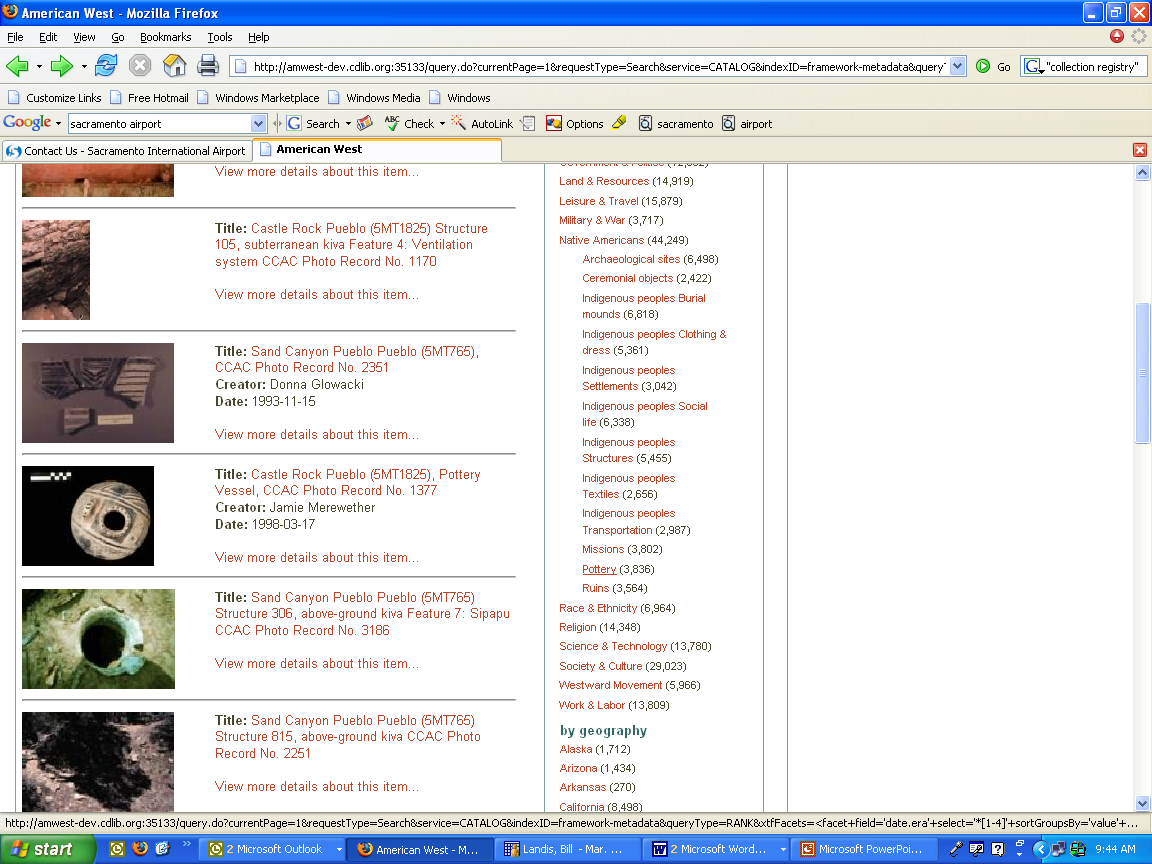 American West - Mozilla Firefox
File Edit View Go Bookmarks Tools Help
http://amwest-dev.cdlib.org:35133/query.do?currentPage=1&requestType=Search&service=CATALOG&indexID=framework-metadata&query Go "collection registry"
Customize Links Free Hotmail Windows Marketplace Windows Media Windows
Google sacramento airport Search Check AutoLink Options sacramento airport
Contact Us - Sacramento International Airport American West
View more details about this item...
Title: Castle Rock Pueblo (5MT1825) Structure
105, subterranean kiva Feature 4: Ventilation
system CCAC Photo Record No. 1170
View more details about this item...
Title: Sand Canyon Pueblo Pueblo (5MT765),
CCAC Photo Record No. 2351
Creator: Donna Glowacki
Date: 1993-11-15
View more details about this item...
Title: Castle Rock Pueblo (5MT1825), Pottery
Vessel, CCAC Photo Record No. 1377
Creator: Jamie Merewether
Date: 1998-03-17
View more details about this item...
Title: Sand Canyon Pueblo Pueblo (5MT765)
Structure 306, above-ground kiva Feature 7: Sipapu
CCAC Photo Record No. 3186
View more details about this item...
Title: Sand Canyon Pueblo Pueblo (5MT765)
Structure 815, above-ground kiva CCAC Photo
Record No. 2251
View more details about this item...
Land & Resources (14,919)
Leisure & Travel (15,879)
Military & War (3,717)
Native Americans (44,249)
Archaeological sites (6,498)
Ceremonial objects (2,422)
Indigenous peoples Burial
mounds (6,818)
Indigenous peoples Clothing &
dress (5,361)
Indigenous peoples
Settlements (3,042)
Indigenous peoples Social
life (6,338)
Indigenous peoples
Structures (5,455)
Indigenous peoples
Textiles (2,656)
Indigenous peoples
Transportation (2,987)
Missions (3,802)
Pottery (3,836)
Ruins (3,564)
Race & Ethnicity (6,964)
Religion (14,348)
Science & Technology (13,780)
Society & Culture (29,023)
Westward Movement (5,966)
Work & Labor (13,809)
by geography
Alaska (1,712)
Arizona (1,434)
Arkansas (270)
California (8,498)
http://amwest-dev.cdlib.org:35133/query.do?currentPage=1&requestType=Search&service=CATALOG&indexID=framework-metadata&queryType=RANK&xtfFacets=<facet+field='date.era'+select='*[1-4]'+sortGroupsBy='value'+...
start 2 Microsoft Outlook American West - M... Landis, Bill - Mar. ... 2 Microsoft Word... Microsoft PowerPoi... 9:44 AM